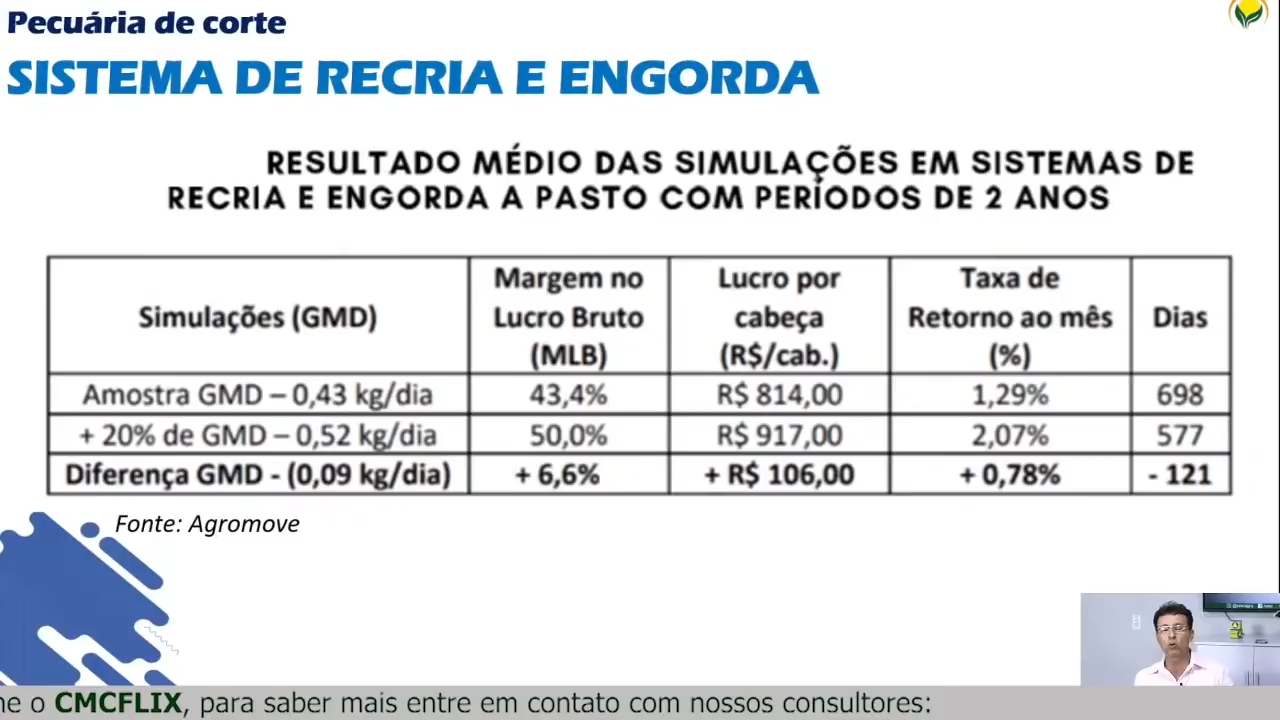 Pecuária de corte
SISTEMA DE RECRIA E ENGORDA
RESULTADO MÉDIO DAS SIMULAÇÕES EM SISTEMAS DE
RECRIA E ENGORDA A PASTO COM PERÍODOS DE 2 ANOS
Simulações (GMD)
Margem no
Lucro Bruto
(MLB)
Lucro por
cabeça
(R$/cab.)
Taxa de
Retorno ao mês
(%)
Dias
Amostra GMD – 0,43 kg/dia 43,4% R$ 814,00 1,29% 698
+ 20% de GMD – 0,52 kg/dia 50,0% R$ 917,00 2,07% 577
Diferença GMD - (0,09 kg/dia) + 6,6% + R$ 106,00 + 0,78% - 121
Fonte: Agromove
o CMCFLIX, para saber mais entre em contato com nossos consultores: